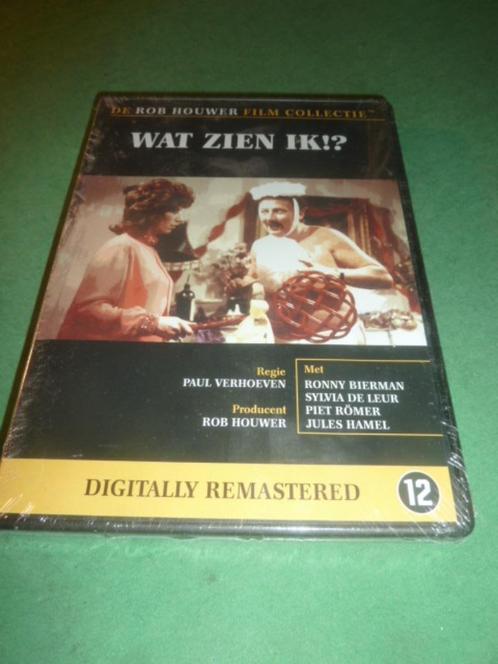 DE ROB HOUWER FILM COLLECTIE™
WAT ZIEN IK!?
Regie
PAUL VERHOEVEN
Producent
ROB HOUWER
Met
RONNY BIERMAN
SYLVIA DE LEUR
PIET RÖMER
JULES HAMEL
DIGITALLY REMASTERED
12